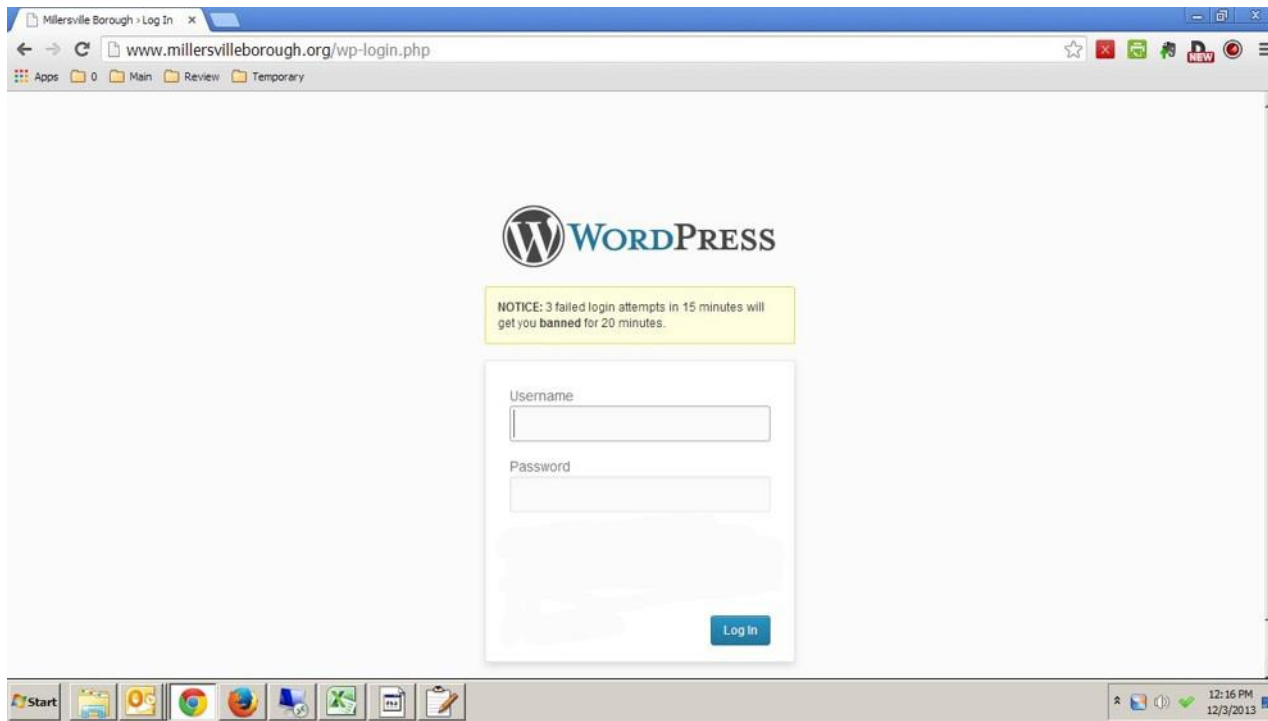 Millersville Borough › Log In
www.millersvilleborough.org/wp-login.php
Apps 0 Main Review Temporary
NEW
WORDPRESS
NOTICE: 3 failed login attempts in 15 minutes will
get you banned for 20 minutes.
Username
Password
Log In
Start
12:16 PM
12/3/2013